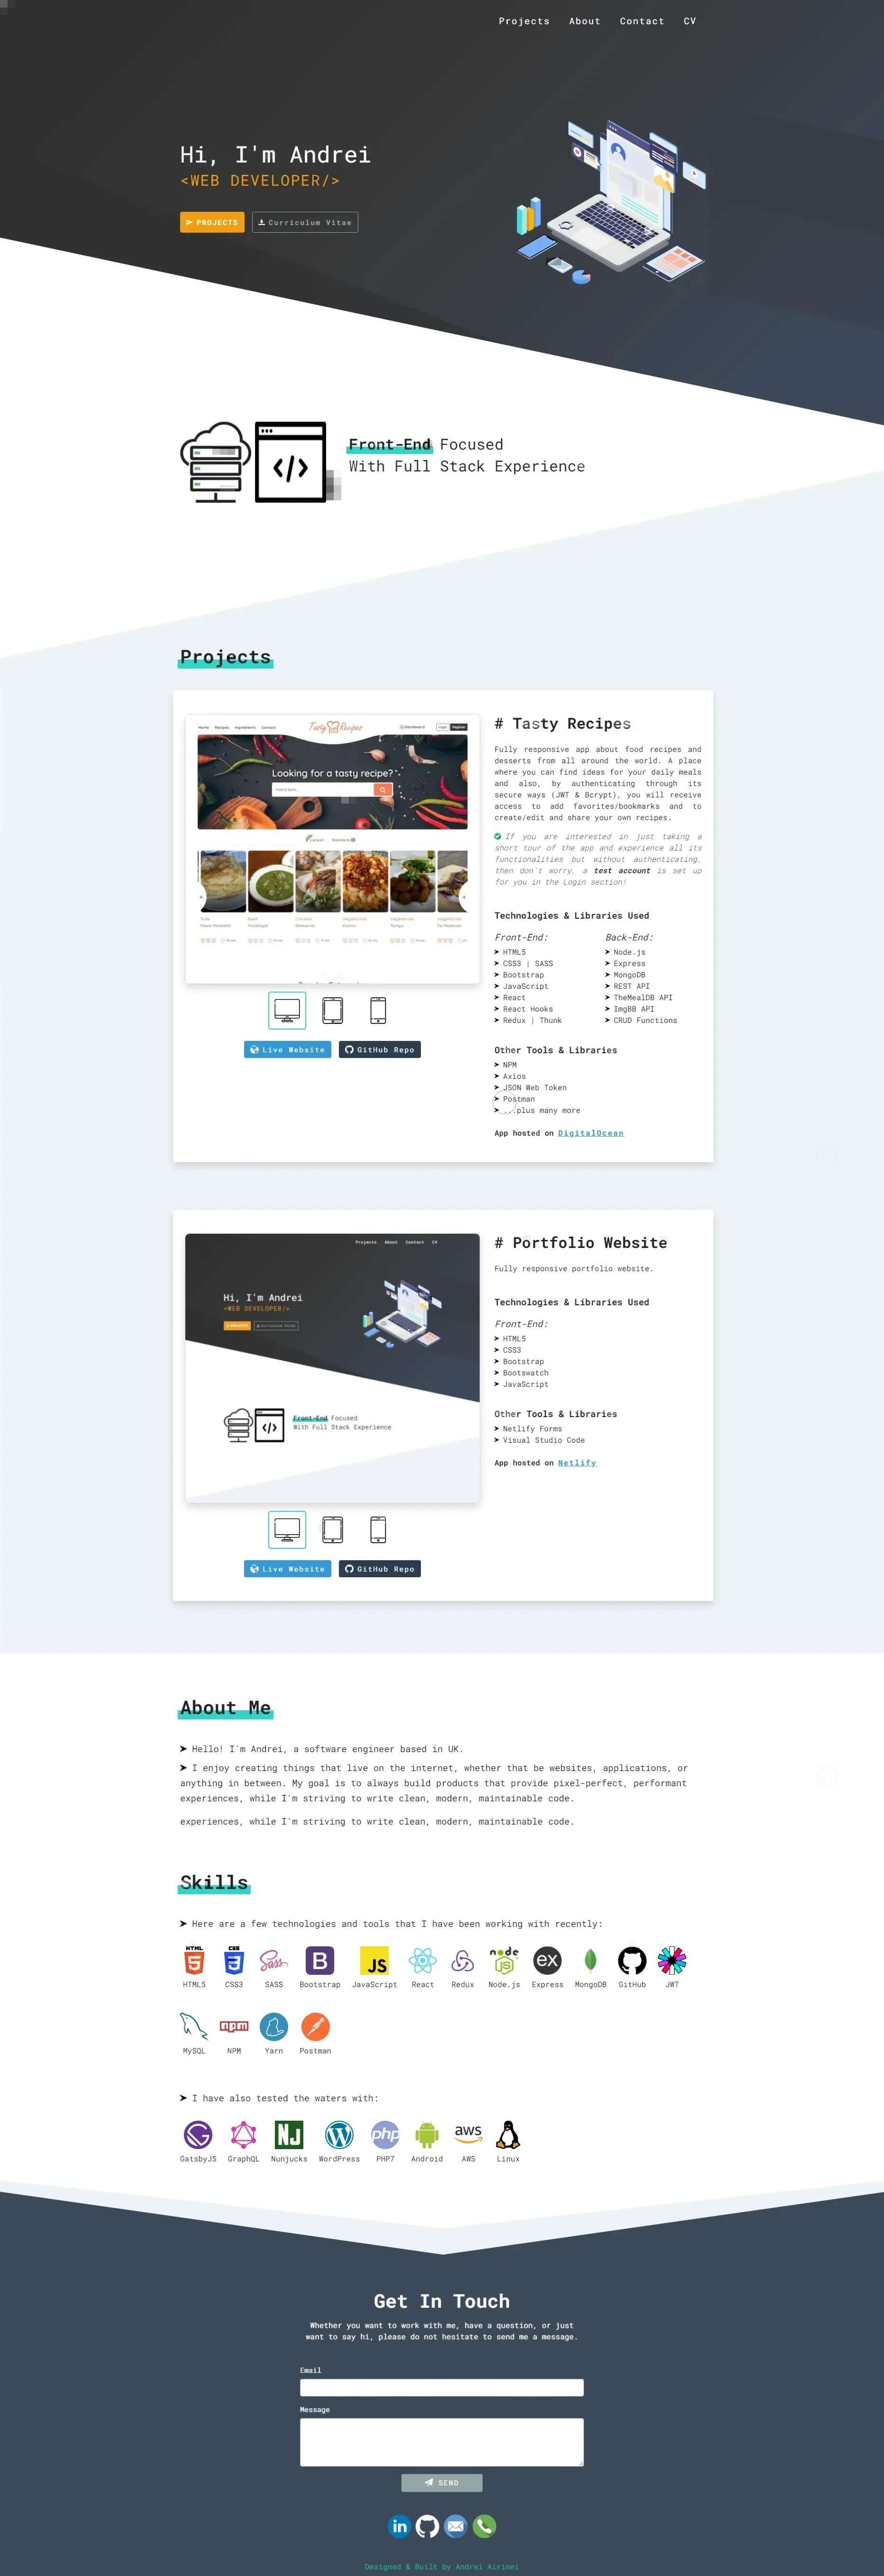 Projects About Contact CV
Hi, I'm Andrei
<WEB DEVELOPER/>
PROJECTS Curriculum Vitae
Front-End Focused
With Full Stack Experience
Projects
Home Recipes Ingredients Contact Tasty Recipes Dashboard Login Register
Looking for a tasty recipe?
# Tasty Recipes
Fully responsive app about food recipes and
desserts from all around the world. A place
where you can find ideas for your daily meals
and also, by authenticating through its
secure ways (JWT & Bcrypt), you will receive
access to add favorites/bookmarks and to
create/edit and share your own recipes.
If you are interested in just taking a
short tour of the app and experience all its
functionalities but without authenticating,
then don't worry, a test account is set up
for you in the Login section!
Technologies & Libraries Used
Front-End:
HTML5
CSS3 | SASS
Bootstrap
JavaScript
React
React Hooks
Redux | Thunk
Back-End:
Node.js
Express
MongoDB
REST API
TheMealDB API
ImgBB API
CRUD Functions
Other Tools & Libraries
NPM
Axios
JSON Web Token
Postman
...plus many more
App hosted on DigitalOcean
Live Website GitHub Repo
Projects About Contact CV
Hi, I'm Andrei
<WEB DEVELOPER/>
PROJECTS Curriculum Vitae
Front-End Focused
With Full Stack Experience
# Portfolio Website
Fully responsive portfolio website.
Technologies & Libraries Used
Front-End:
HTML5
CSS3
Bootstrap
Bootswatch
JavaScript
Other Tools & Libraries
Netlify Forms
Visual Studio Code
App hosted on Netlify
Live Website GitHub Repo
About Me
Hello! I'm Andrei, a software engineer based in UK.
I enjoy creating things that live on the internet, whether that be websites, applications, or
anything in between. My goal is to always build products that provide pixel-perfect, performant
experiences, while I'm striving to write clean, modern, maintainable code.
experiences, while I'm striving to write clean, modern, maintainable code.
Skills
Here are a few technologies and tools that I have been working with recently:
HTML CSS Sass B JS node JS ex
HTML5 CSS3 SASS Bootstrap JavaScript React Redux Node.js Express MongoDB GitHub JWT
npm
MySQL NPM Yarn Postman
I have also tested the waters with:
NJ php aws
GatsbyJS GraphQL Nunjucks WordPress PHP7 Android AWS Linux
Get In Touch
Whether you want to work with me, have a question, or just
want to say hi, please do not hesitate to send me a message.
Email
Message
SEND
in
Designed & Built by Andrei Airinei